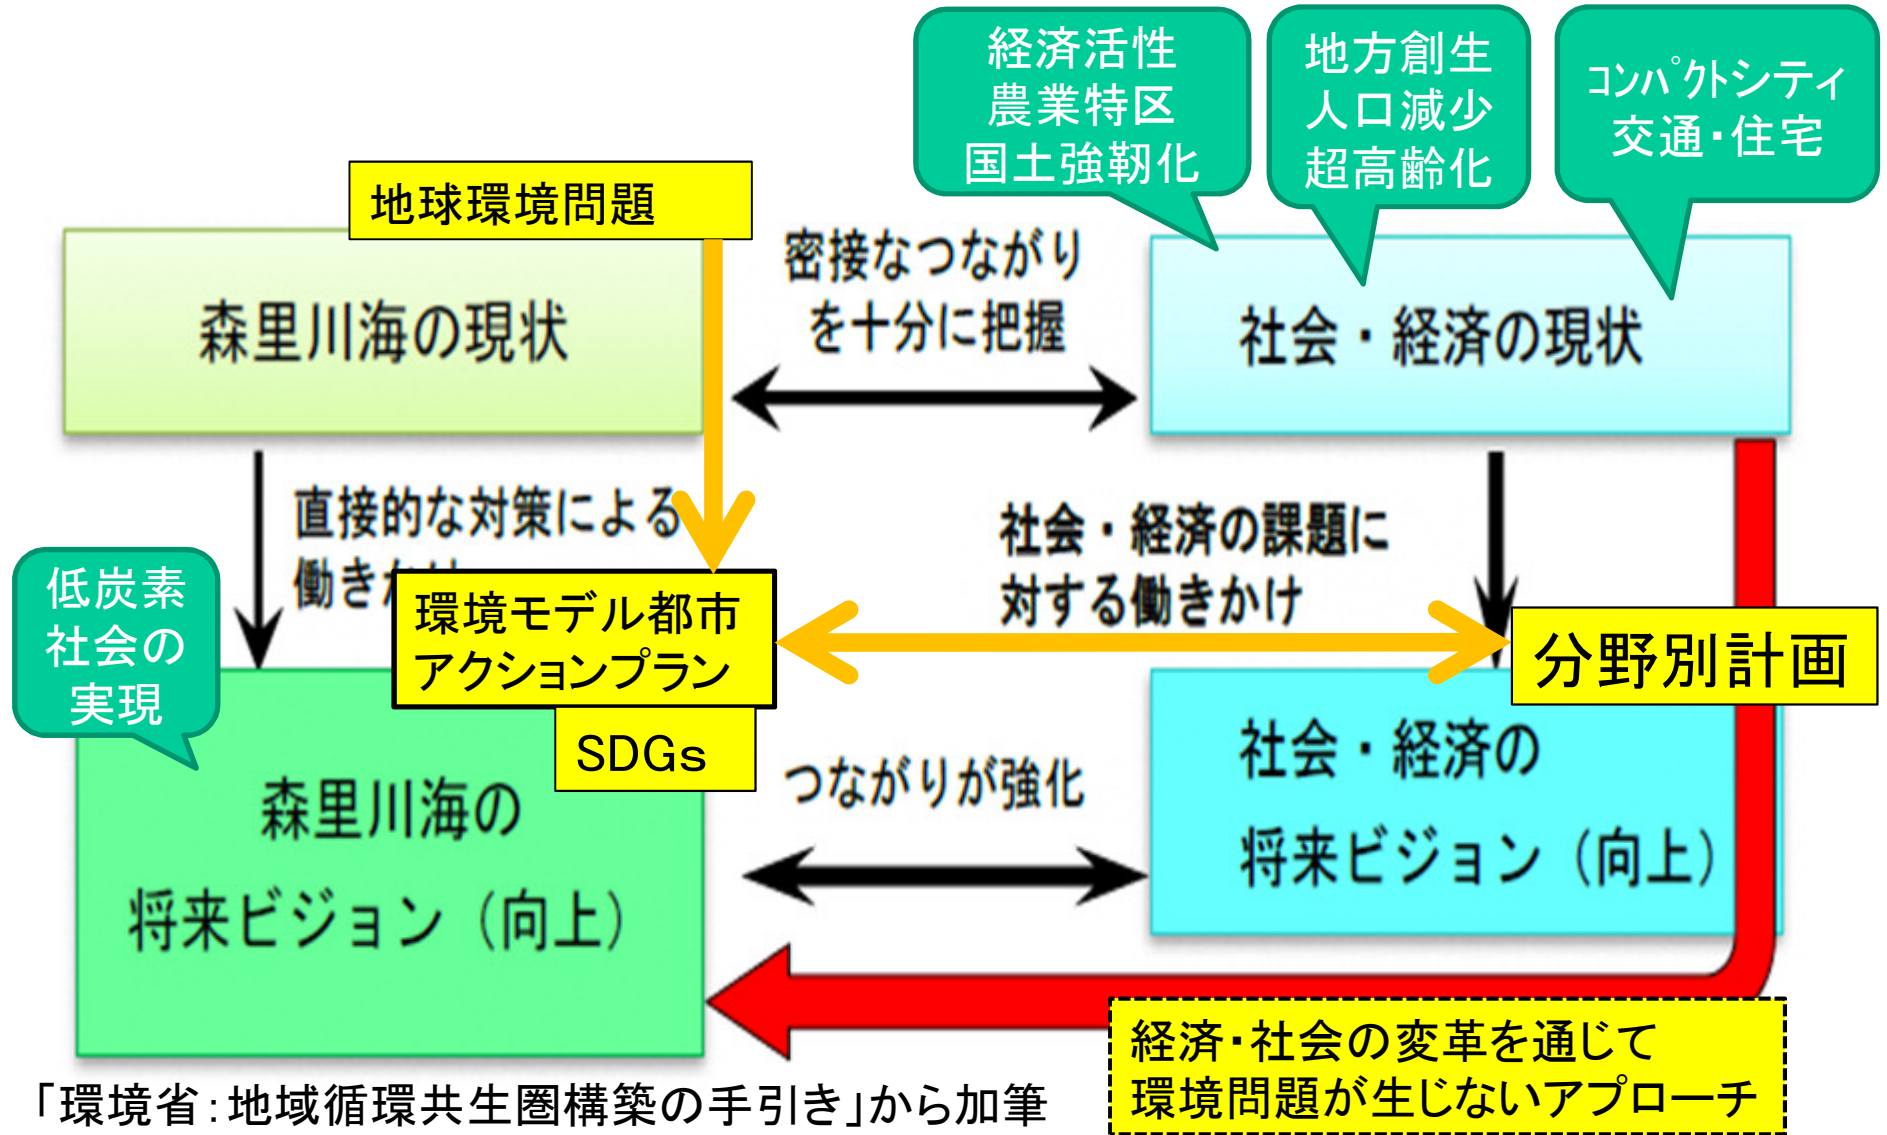 経済活性
農業特区
国土強靭化
地方創生
人口減少
超高齢化
コンパクトシティ
交通・住宅
地球環境問題
森里川海の現状
密接なつながり
を十分に把握
社会・経済の現状
直接的な対策による
働き
社会・経済の課題に
対する働きかけ
低炭素
社会の
実現
環境モデル都市
アクションプラン
分野別計画
SDGs
森里川海の
将来ビジョン（向上）
つながりが強化
社会・経済の
将来ビジョン（向上）
経済・社会の変革を通じて
環境問題が生じないアプローチ
「環境省：地域循環共生圏構築の手引き」から加筆